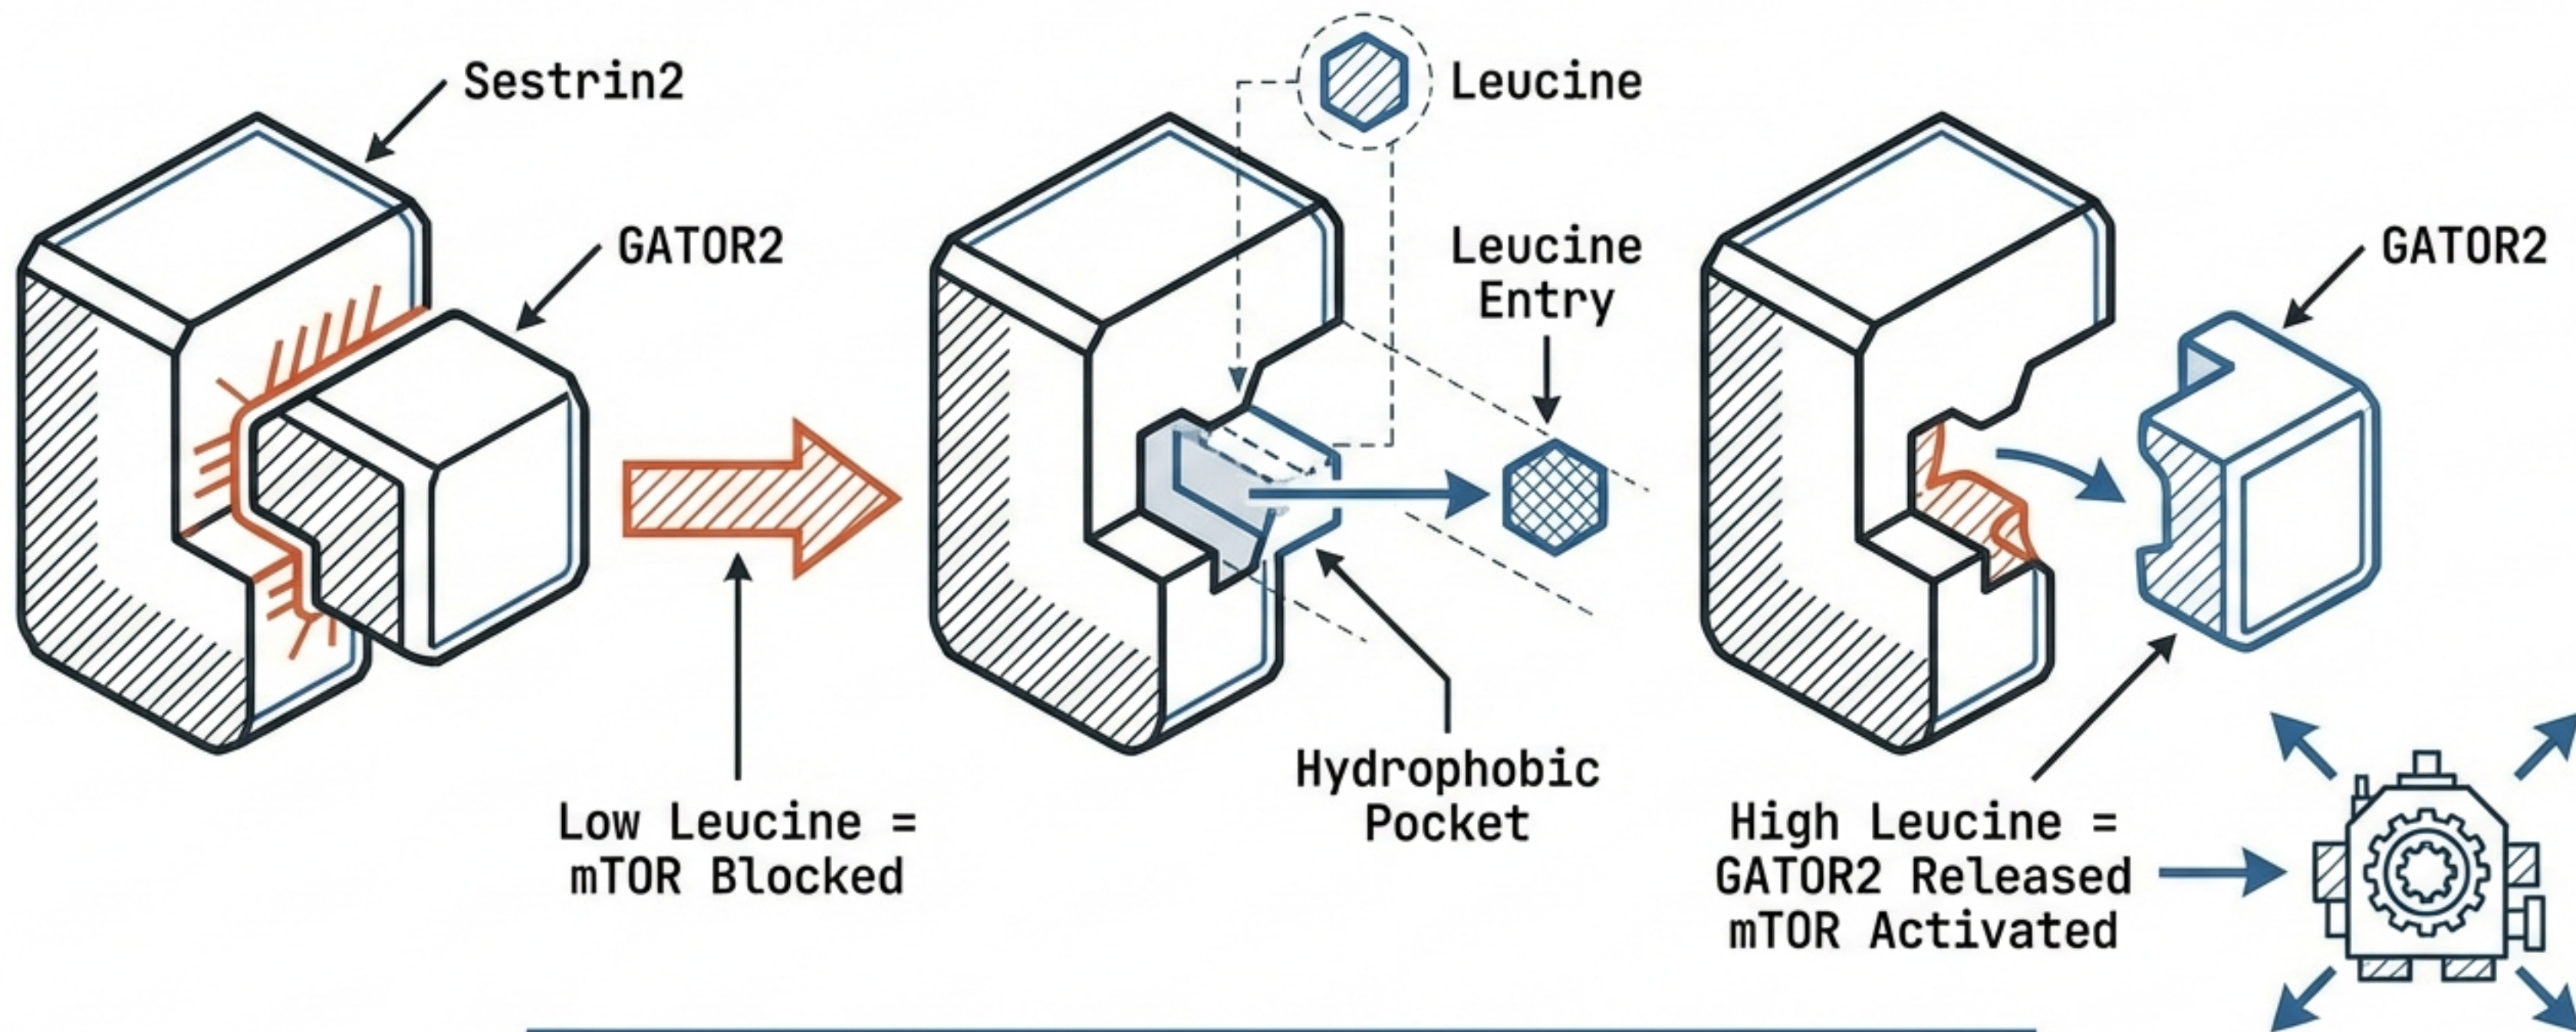 Sestrin2
GATOR2
Low Leucine =
mTOR Blocked
Leucine
Leucine
Entry
Hydrophobic
Pocket
GATOR2
High Leucine =
GATOR2 Released
mTOR Activated